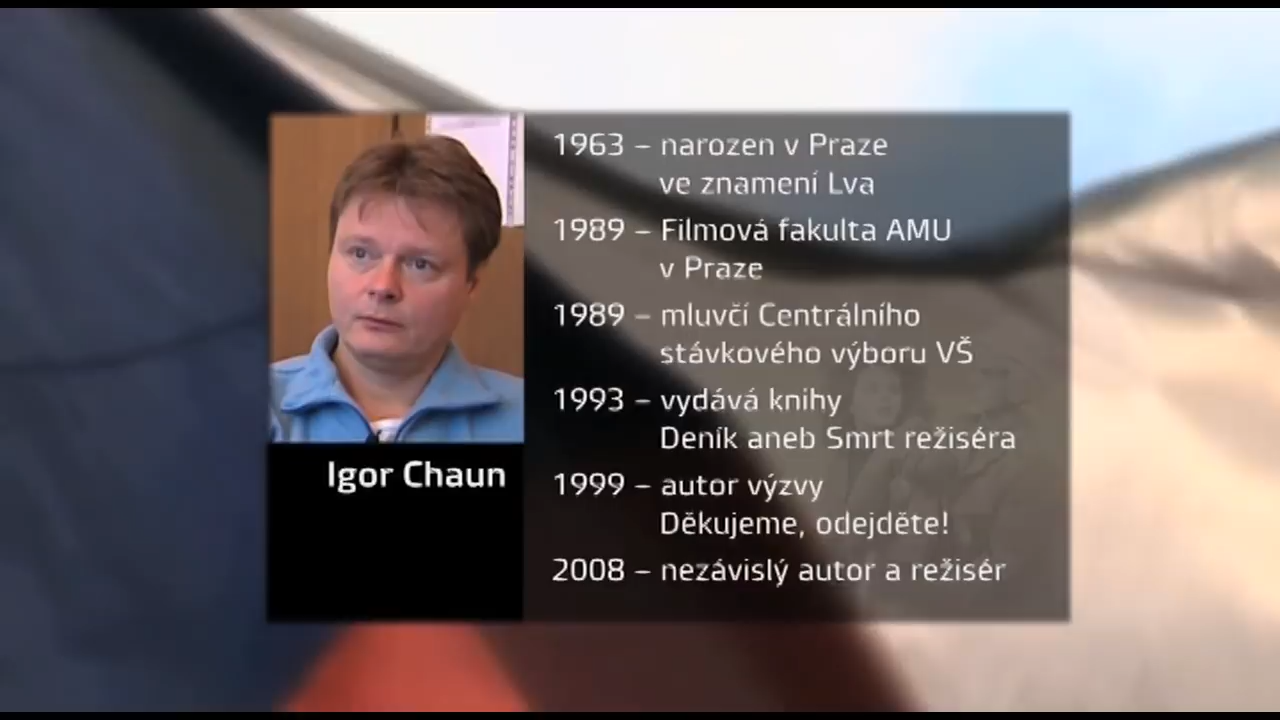 1963 – narozen v Praze
ve znamení Lva
1989 – Filmová fakulta AMU
v Praze
1989 – mluvčí Centrálního
stávkového výboru VŠ
1993 – vydává knihy
Deník aneb Smrt režiséra
1999 – autor výzvy
Děkujeme, odejděte!
2008 – nezávislý autor a režisér
Igor Chaun